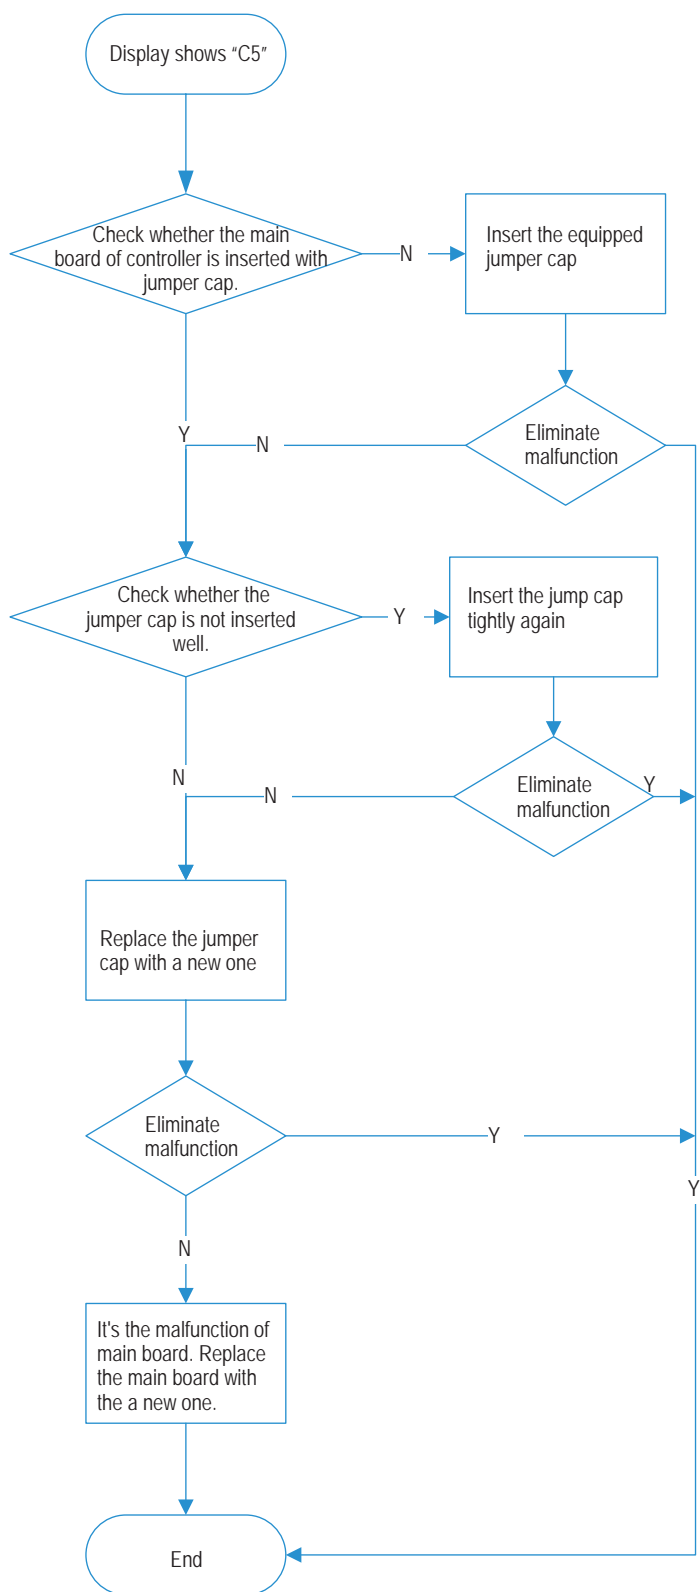 Display shows “C5”
Check whether the main
board of controller is inserted with
jumper cap.
N
Insert the equipped
jumper cap
Y
N
Eliminate
malfunction
Check whether the
jumper cap is not inserted
well.
Y
Insert the jump cap
tightly again
N
N
Eliminate
malfunction
Y
Replace the jumper
cap with a new one
Eliminate
malfunction
Y
Y
N
It's the malfunction of
main board. Replace
the main board with
the a new one.
End